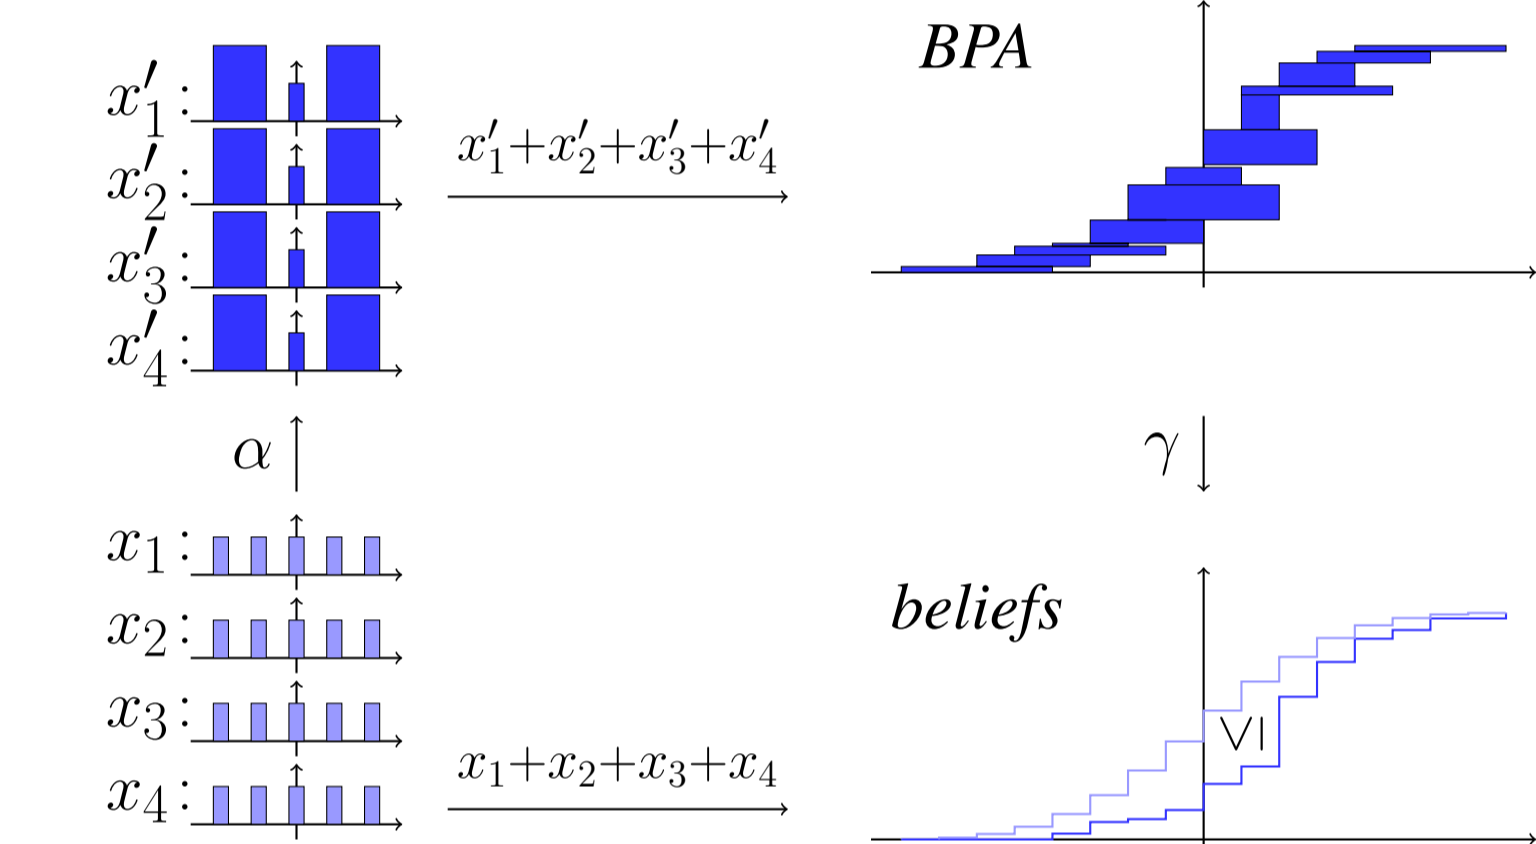 BPA
x′₁:
x′₁+x′₂+x′₃+x′₄
x′₂:
x′₃:
x′₄:
α
γ
x₁:
beliefs
x₂:
≤
x₃:
x₁+x₂+x₃+x₄
x₄: